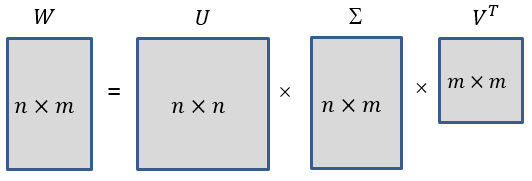 W U Σ V^T
n × m = n × n × n × m × m × m